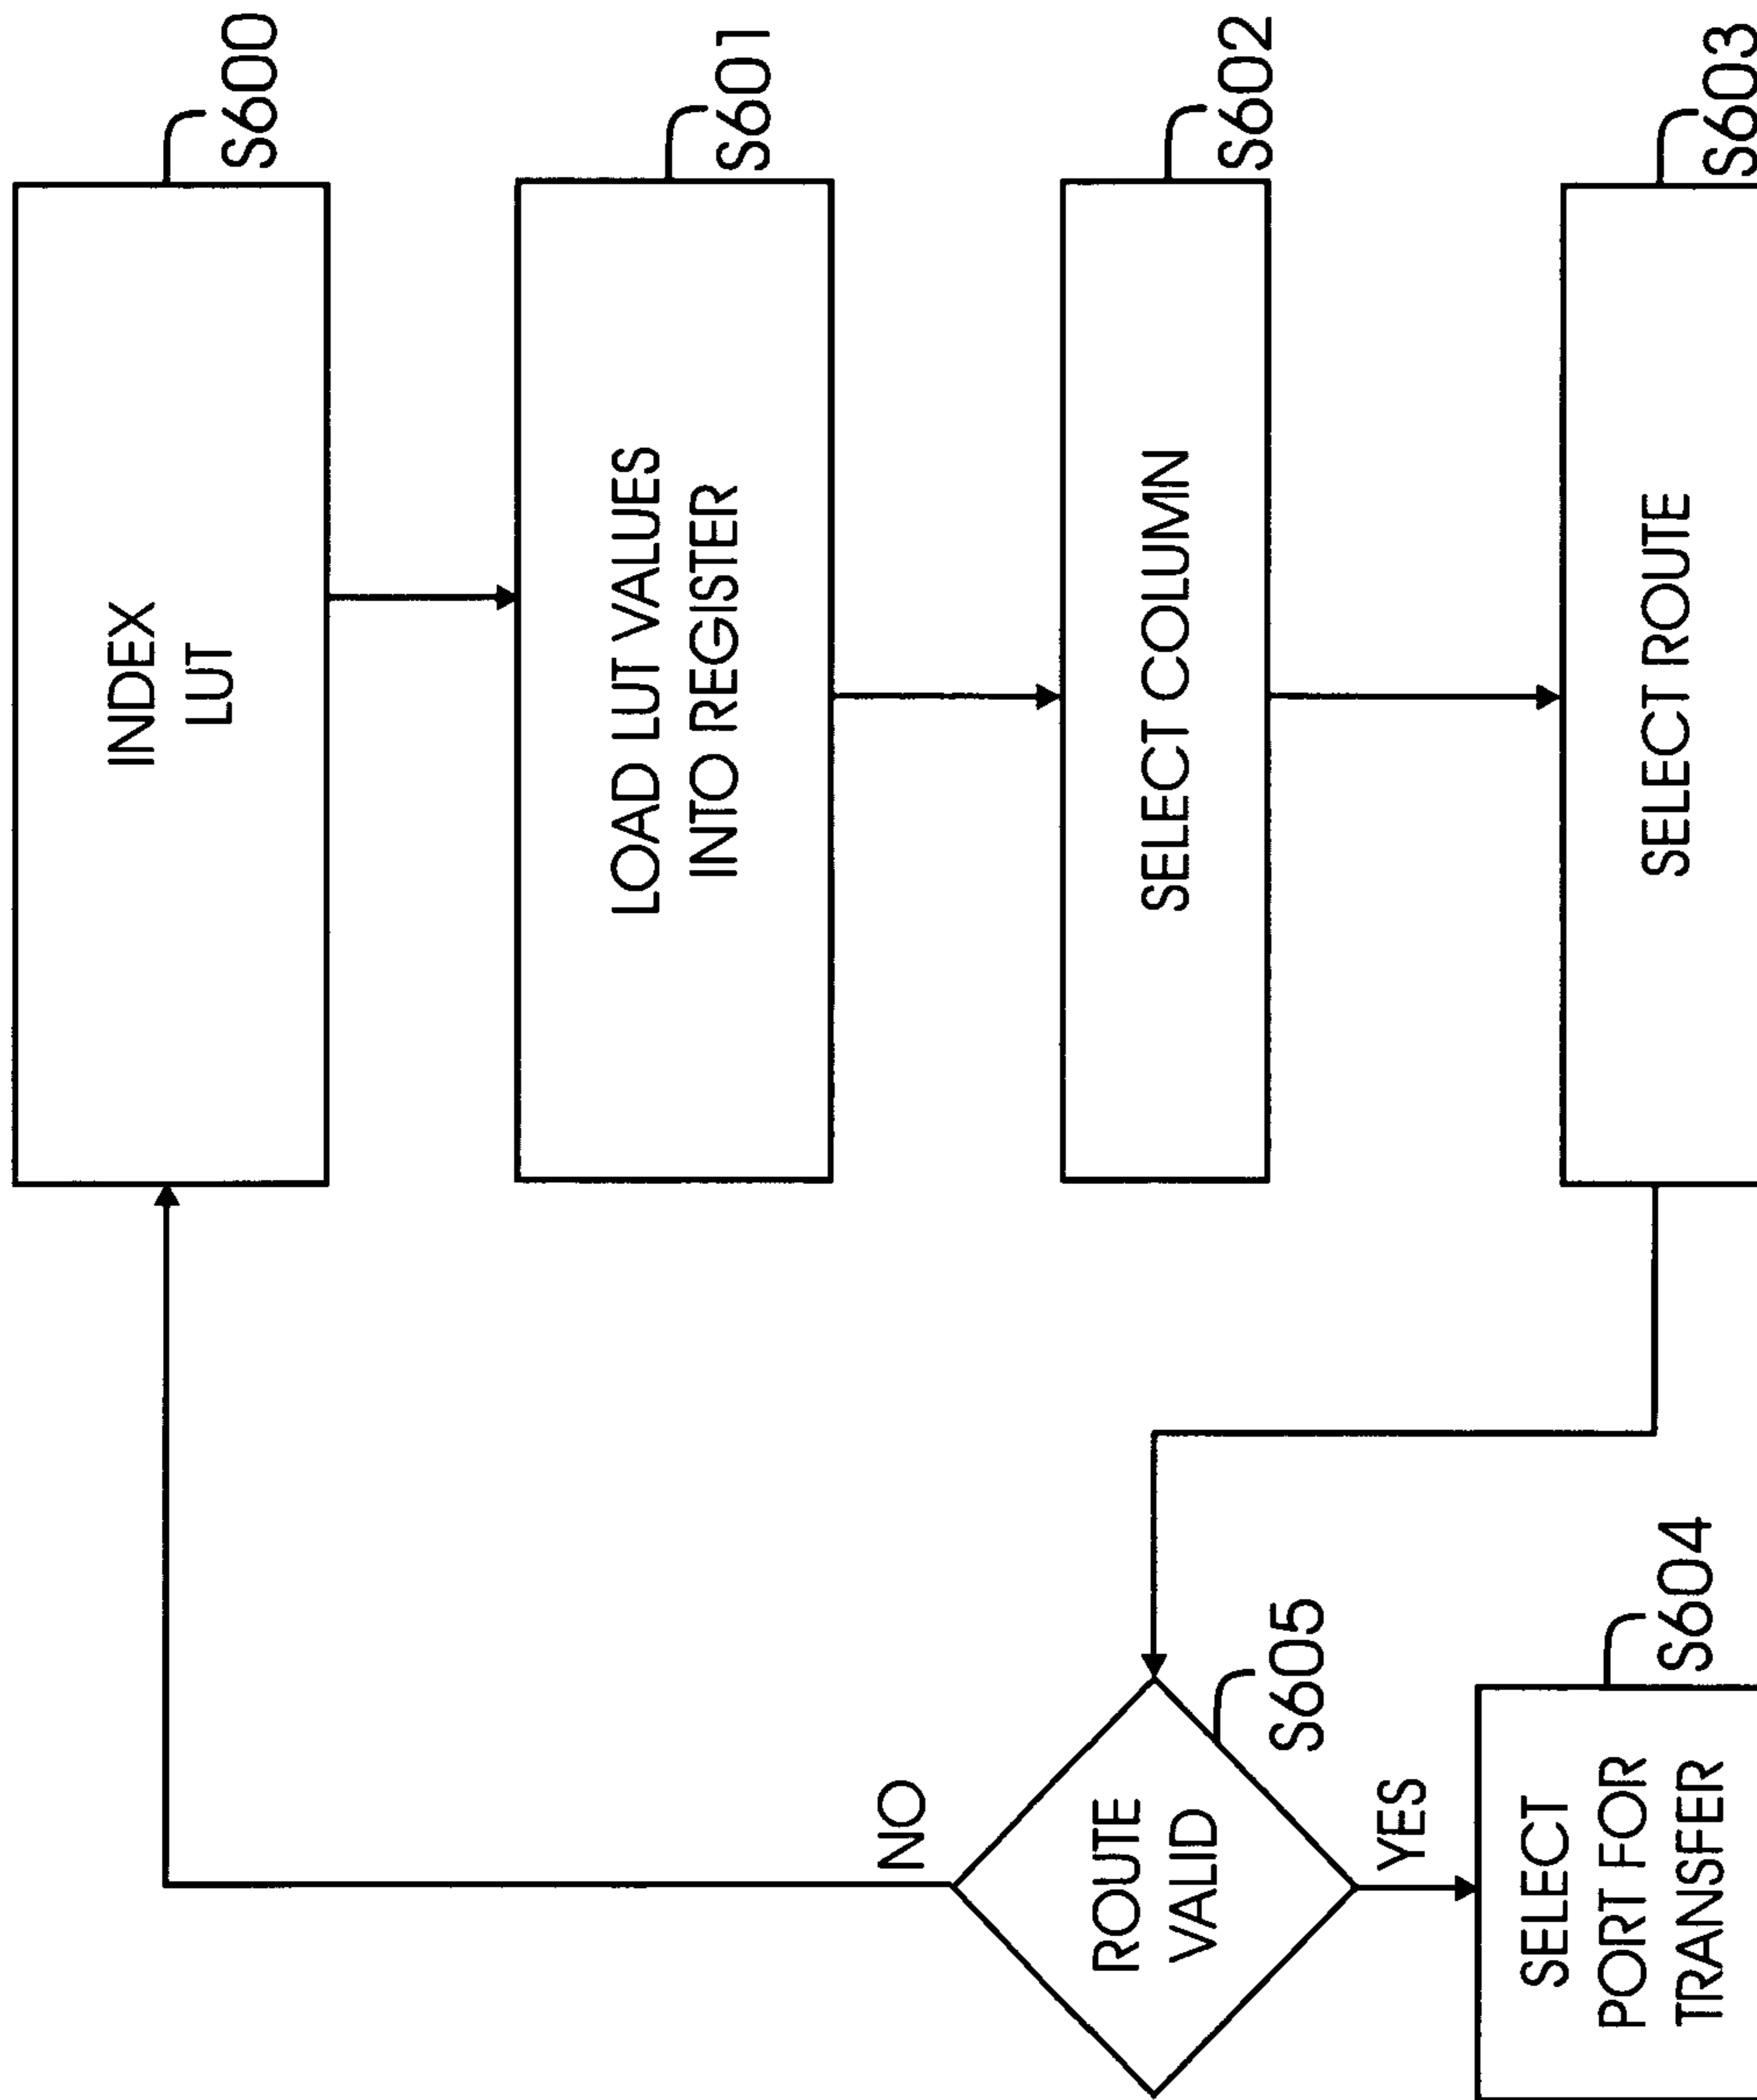 INDEX
LUT
S600
LOAD LUT VALUES
INTO REGISTER
S601
SELECT COLUMN
S602
SELECT ROUTE
S603
NO
ROUTE
VALID
S605
YES
SELECT
PORT FOR
TRANSFER
S604